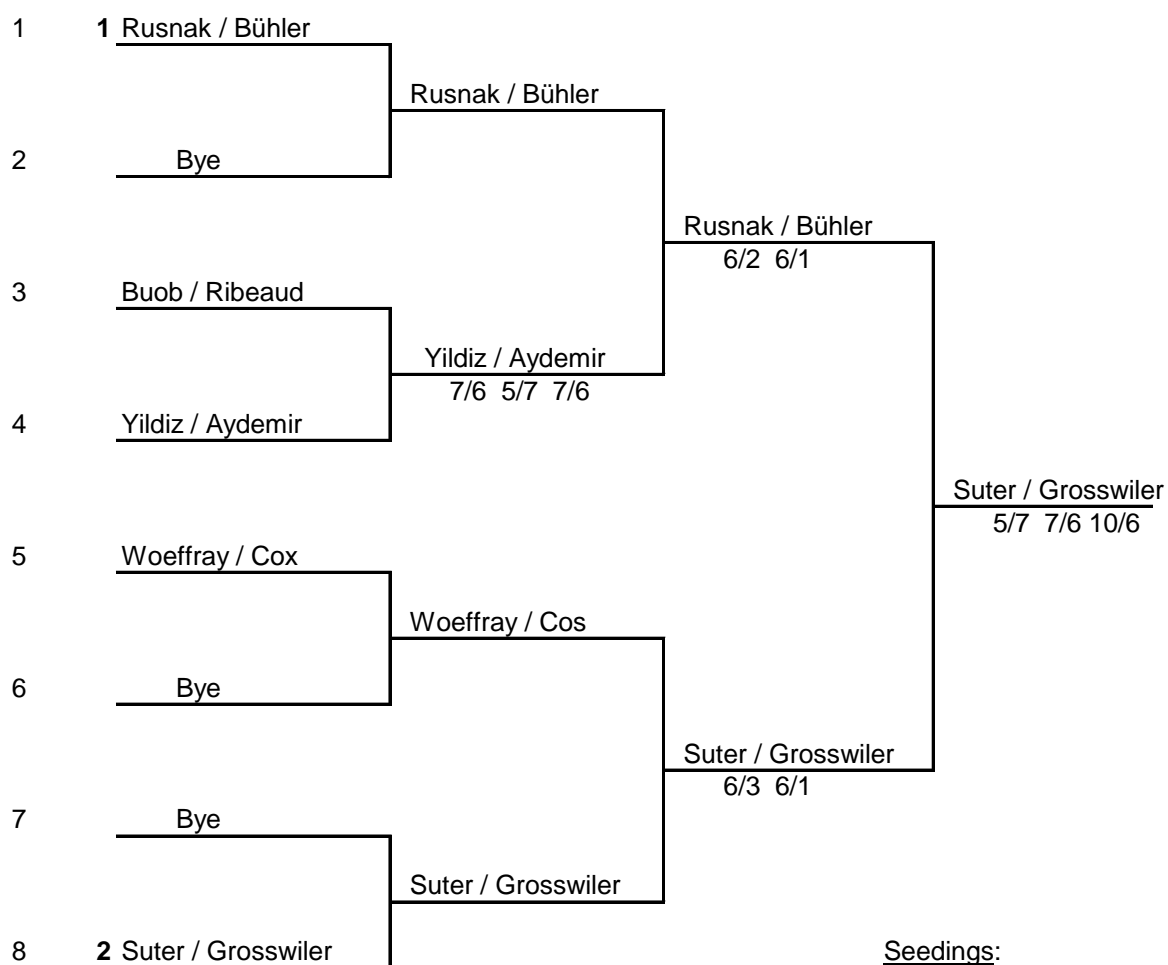 1 1 Rusnak / Bühler
Rusnak / Bühler
2 Bye
Rusnak / Bühler
6/2 6/1
3 Buob / Ribeaud
Yildiz / Aydemir
7/6 5/7 7/6
4 Yildiz / Aydemir
Suter / Grosswiler
5/7 7/6 10/6
5 Woeffray / Cox
Woeffray / Cos
6 Bye
Suter / Grosswiler
6/3 6/1
7 Bye
Suter / Grosswiler
8 2 Suter / Grosswiler
Seedings: